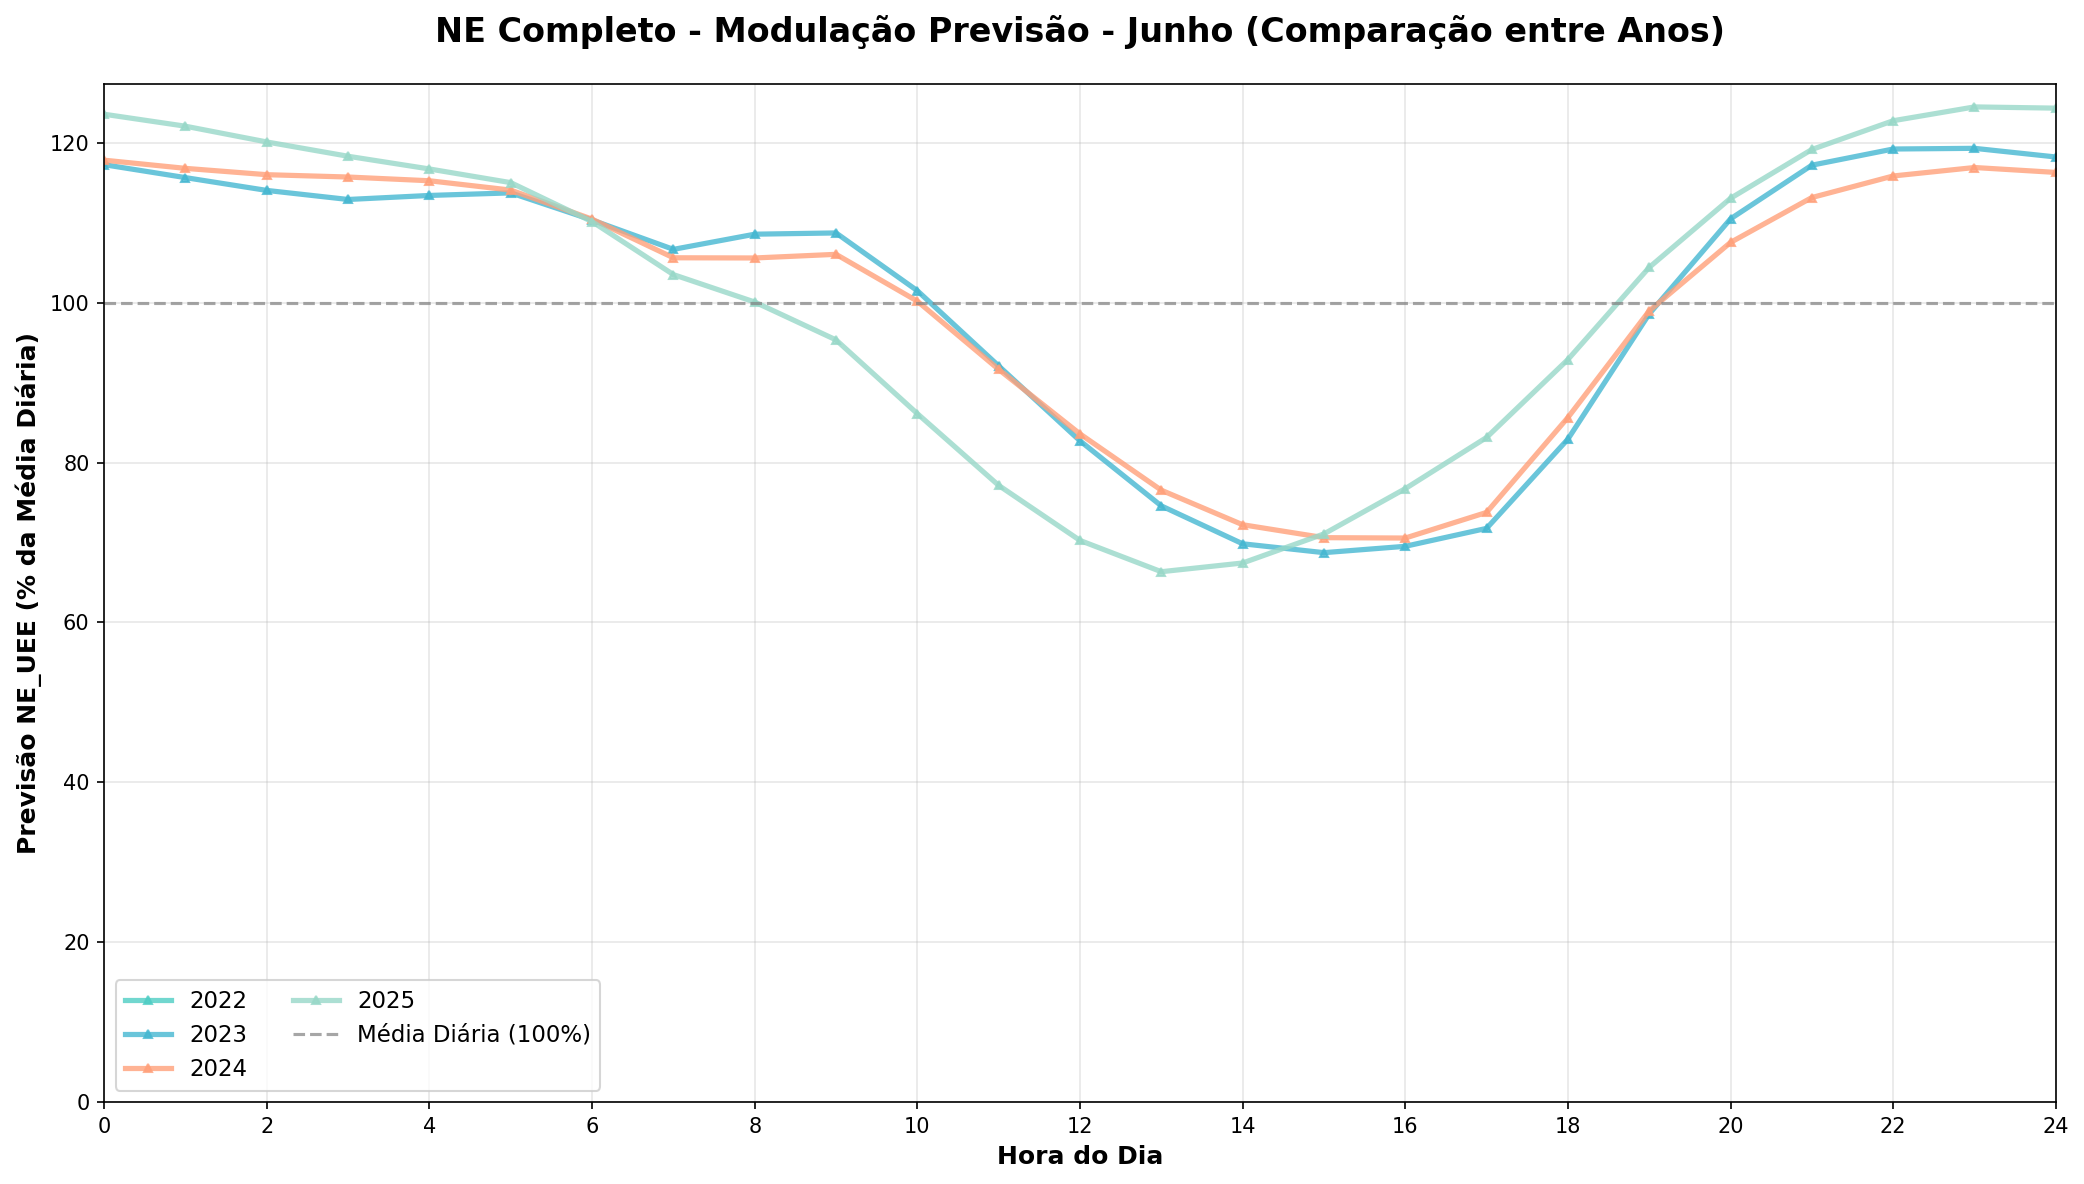 NE Completo - Modulação Previsão - Junho (Comparação entre Anos)
Previsão NE_UEE (% da Média Diária)
120
100
80
60
40
20
0
2022
2023
2024
2025
Média Diária (100%)
0 2 4 6 8 10 12 14 16 18 20 22 24
Hora do Dia